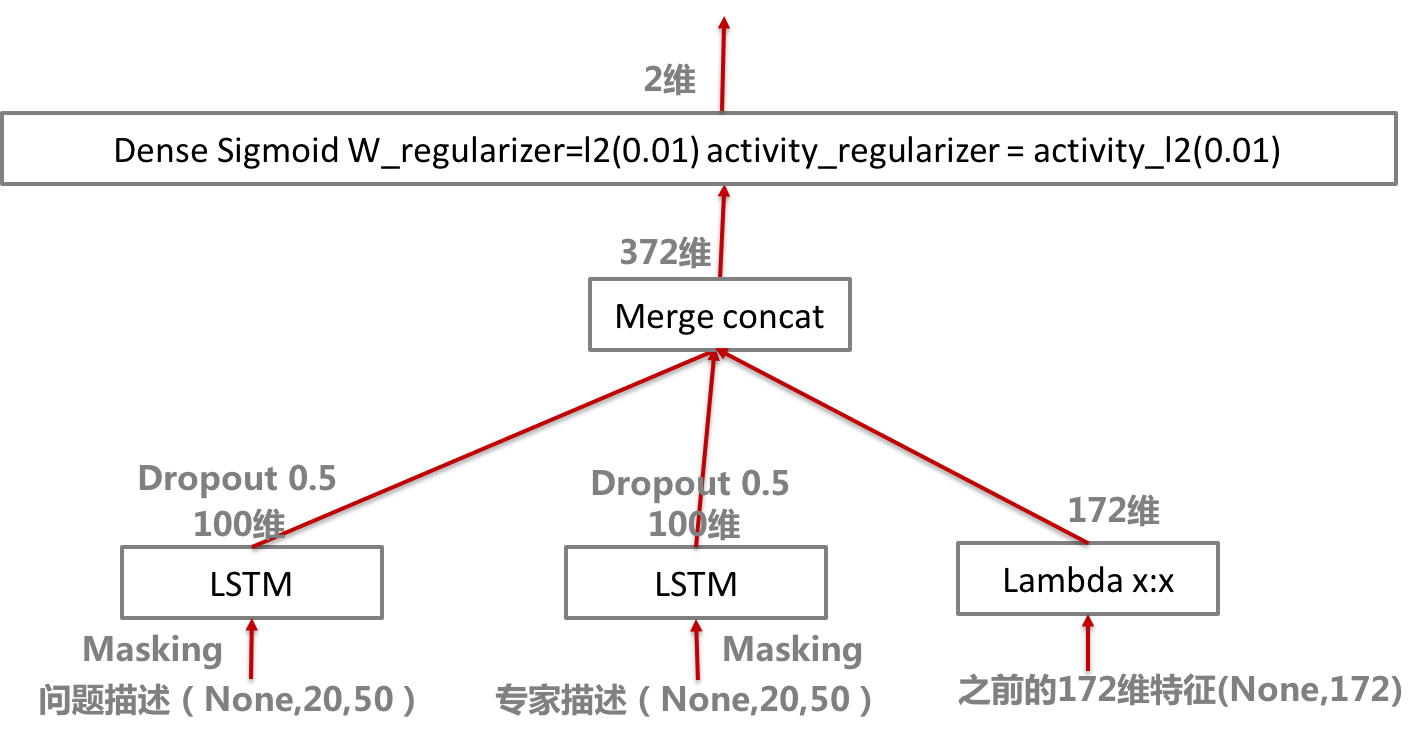 2维
Dense Sigmoid W_regularizer=l2(0.01) activity_regularizer = activity_l2(0.01)
372维
Merge concat
Dropout 0.5
100维
Dropout 0.5
100维
172维
LSTM
LSTM
Lambda x:x
Masking
Masking
问题描述（None,20,50）
专家描述（None,20,50）
之前的172维特征(None,172)